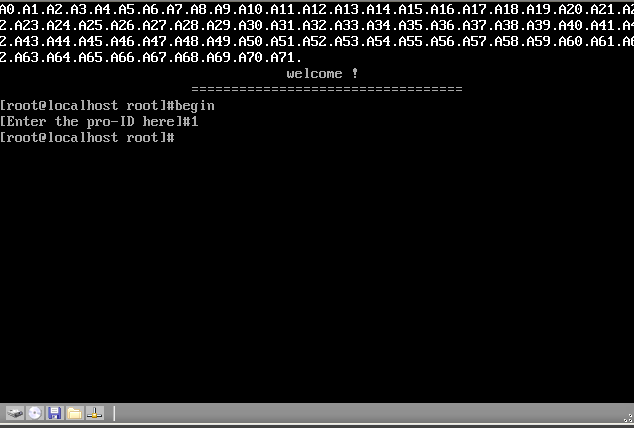 A0.A1.A2.A3.A4.A5.A6.A7.A8.A9.A10.A11.A12.A13.A14.A15.A16.A17.A18.A19.A20.A21.A2
2.A23.A24.A25.A26.A27.A28.A29.A30.A31.A32.A33.A34.A35.A36.A37.A38.A39.A40.A41.A4
2.A43.A44.A45.A46.A47.A48.A49.A50.A51.A52.A53.A54.A55.A56.A57.A58.A59.A60.A61.A6
2.A63.A64.A65.A66.A67.A68.A69.A70.A71.
welcome !
==================================
[root@localhost root]#begin
[Enter the pro-ID here]#1
[root@localhost root]#